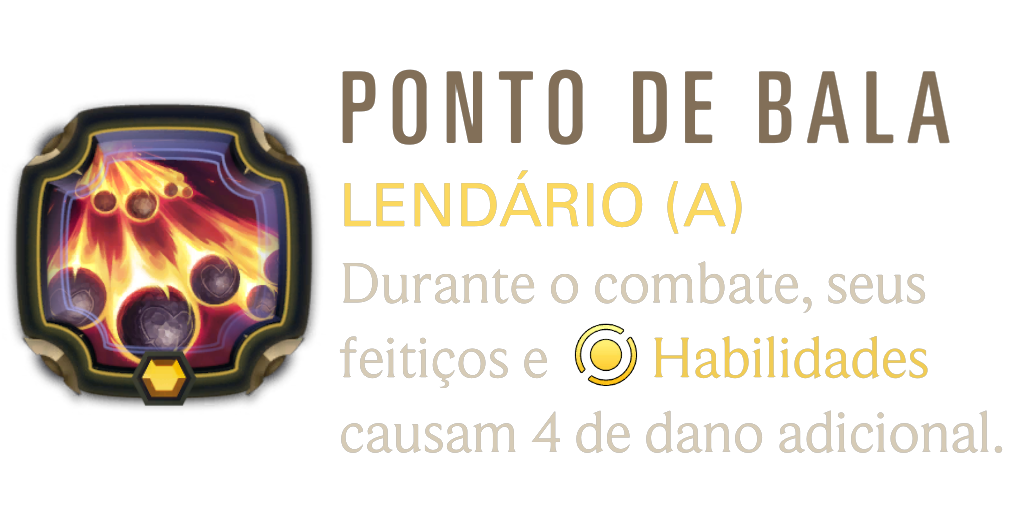 PONTO DE BALA
LENDÁRIO (A)
Durante o combate, seus
feitiços e Habilidades
causam 4 de dano adicional.